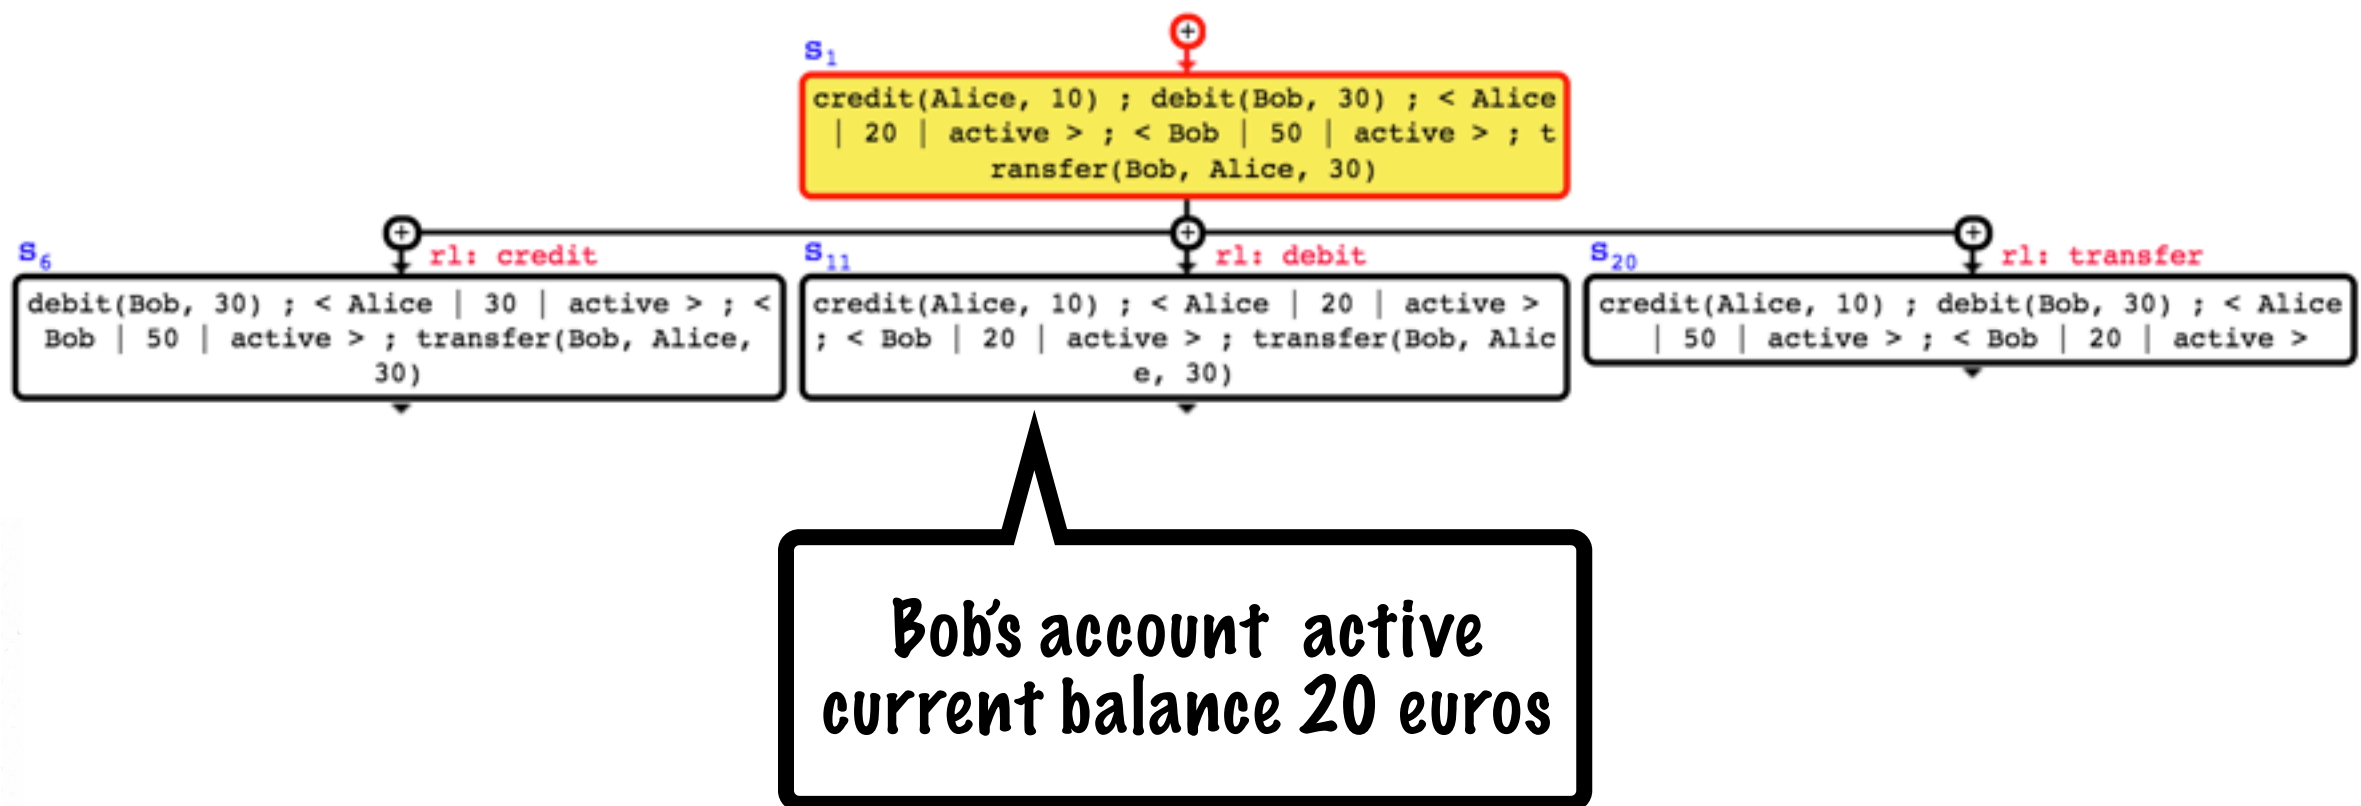 S1
credit(Alice, 10) ; debit(Bob, 30) ; < Alice
| 20 | active > ; < Bob | 50 | active > ; t
ransfer(Bob, Alice, 30)
S6
rl: credit
debit(Bob, 30) ; < Alice | 30 | active > ; <
Bob | 50 | active > ; transfer(Bob, Alice,
30)
S11
rl: debit
credit(Alice, 10) ; < Alice | 20 | active >
; < Bob | 20 | active > ; transfer(Bob, Alic
e, 30)
S20
rl: transfer
credit(Alice, 10) ; debit(Bob, 30) ; < Alice
| 50 | active > ; < Bob | 20 | active >
Bob's account active
current balance 20 euros